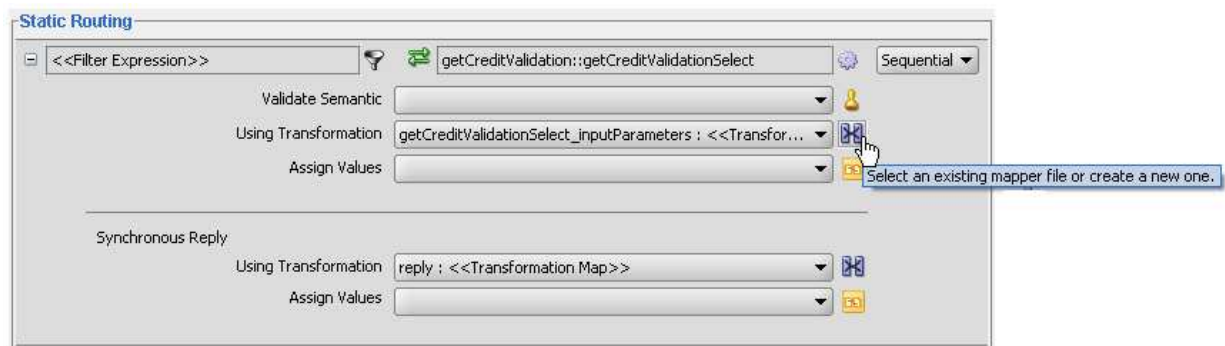 Static Routing
<<Filter Expression>> getCreditValidation::getCreditValidationSelect Sequential
Validate Semantic
Using Transformation getCreditValidationSelect_inputParameters : <<Transfor...
Assign Values
Select an existing mapper file or create a new one.
Synchronous Reply
Using Transformation reply : <<Transformation Map>>
Assign Values